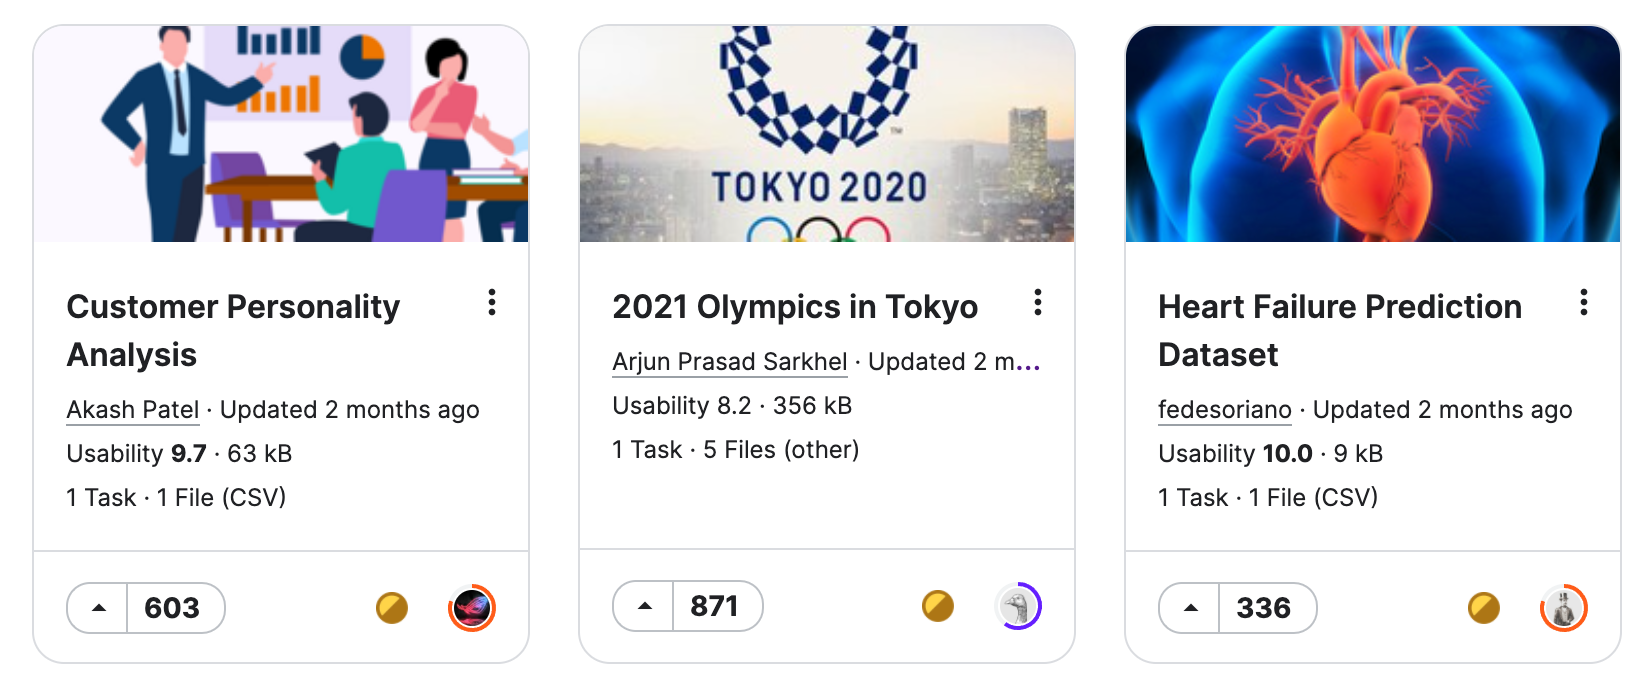 TOKYO 2020
TM
Customer Personality
Analysis
Akash Patel · Updated 2 months ago
Usability 9.7 · 63 kB
1 Task · 1 File (CSV)
603
2021 Olympics in Tokyo
Arjun Prasad Sarkhel · Updated 2 m...
Usability 8.2 · 356 kB
1 Task · 5 Files (other)
871
Heart Failure Prediction
Dataset
fedesoriano · Updated 2 months ago
Usability 10.0 · 9 kB
1 Task · 1 File (CSV)
336